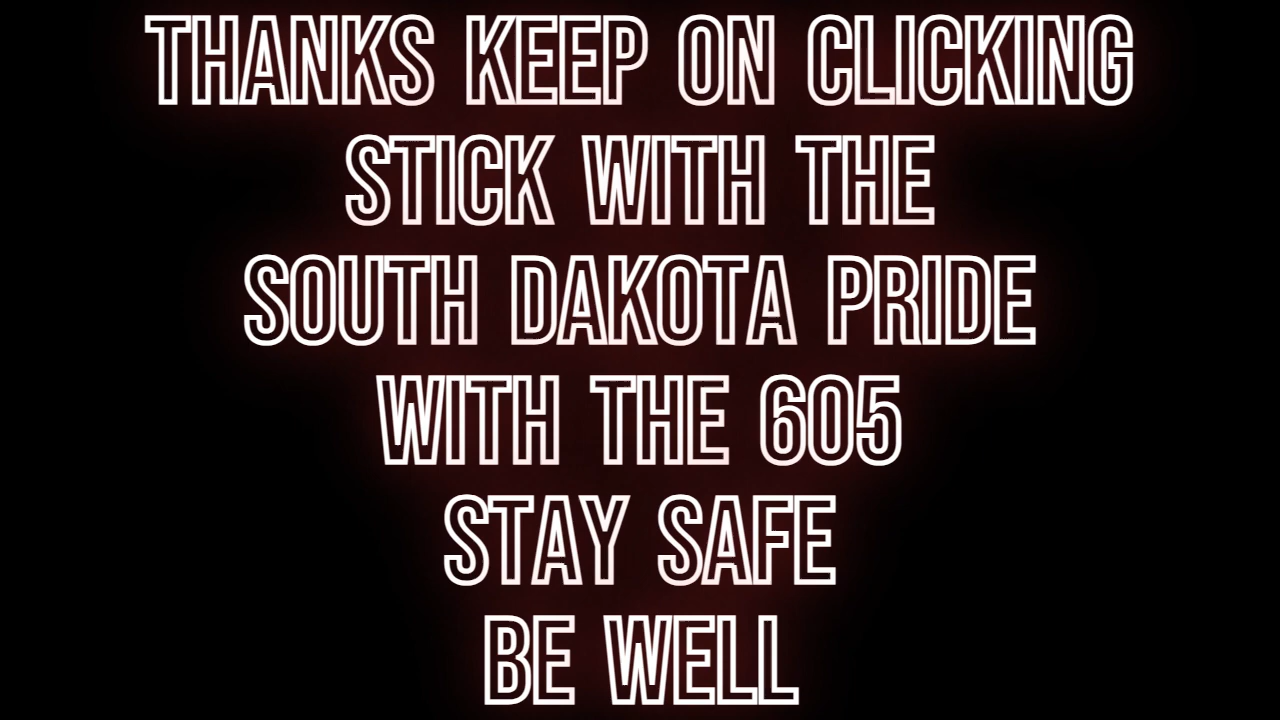 THANKS KEEP ON CLICKING
STICK WITH THE
SOUTH DAKOTA PRIDE
WITH THE 605
STAY SAFE
BE WELL